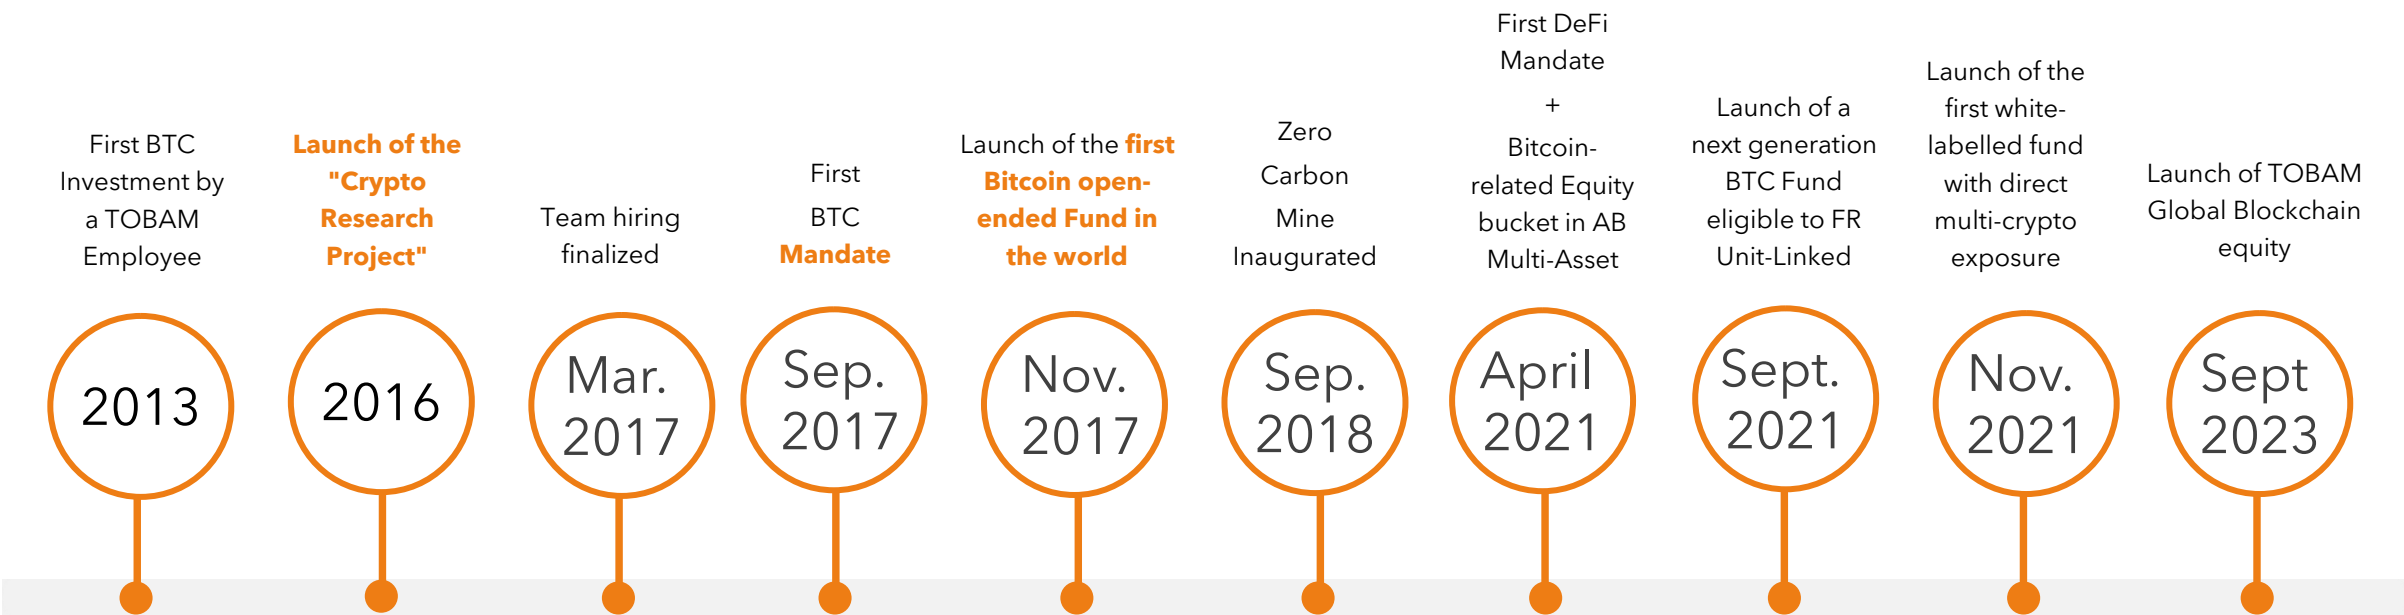 First BTC
Investment by
a TOBAM
Employee
2013
Launch of the
"Crypto
Research
Project"
2016
Team hiring
finalized
Mar.
2017
First
BTC
Mandate
Sep.
2017
Launch of the first
Bitcoin open-
ended Fund in
the world
Nov.
2017
Zero
Carbon
Mine
Inaugurated
Sep.
2018
First DeFi
Mandate
+
Bitcoin-
related Equity
bucket in AB
Multi-Asset
April
2021
Launch of a
next generation
BTC Fund
eligible to FR
Unit-Linked
Sept.
2021
Launch of the
first white-
labelled fund
with direct
multi-crypto
exposure
Nov.
2021
Launch of TOBAM
Global Blockchain
equity
Sept
2023